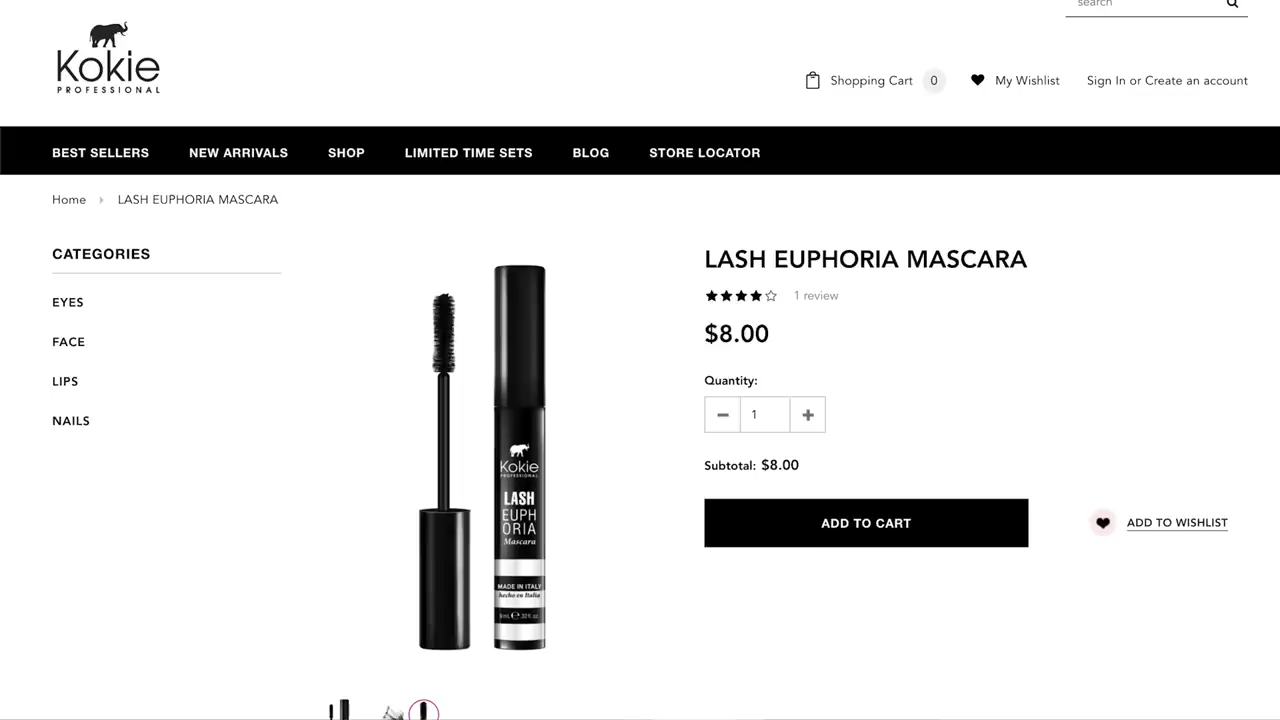 search
Kokie
PROFESSIONAL
Shopping Cart 0 My Wishlist Sign In or Create an account
BEST SELLERS NEW ARRIVALS SHOP LIMITED TIME SETS BLOG STORE LOCATOR
Home LASH EUPHORIA MASCARA
CATEGORIES
EYES
FACE
LIPS
NAILS
Kokie
PROFESSIONAL
LASH
EUPH
ORIA
Mascara
MADE IN ITALY
hecho en Italia
LASH EUPHORIA MASCARA
1 review
$8.00
Quantity:
1
Subtotal: $8.00
ADD TO CART
ADD TO WISHLIST